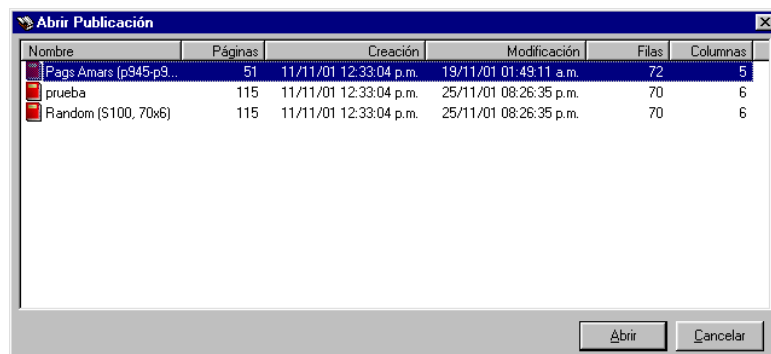 Abrir Publicación
Nombre Páginas Creación Modificación Filas Columnas
Pags Amars (p945-p9... 51 11/11/01 12:33:04 p.m. 19/11/01 01:49:11 a.m. 72 5
prueba 115 11/11/01 12:33:04 p.m. 25/11/01 08:26:35 p.m. 70 6
Random (S100, 70x6) 115 11/11/01 12:33:04 p.m. 25/11/01 08:26:35 p.m. 70 6
Abrir Cancelar